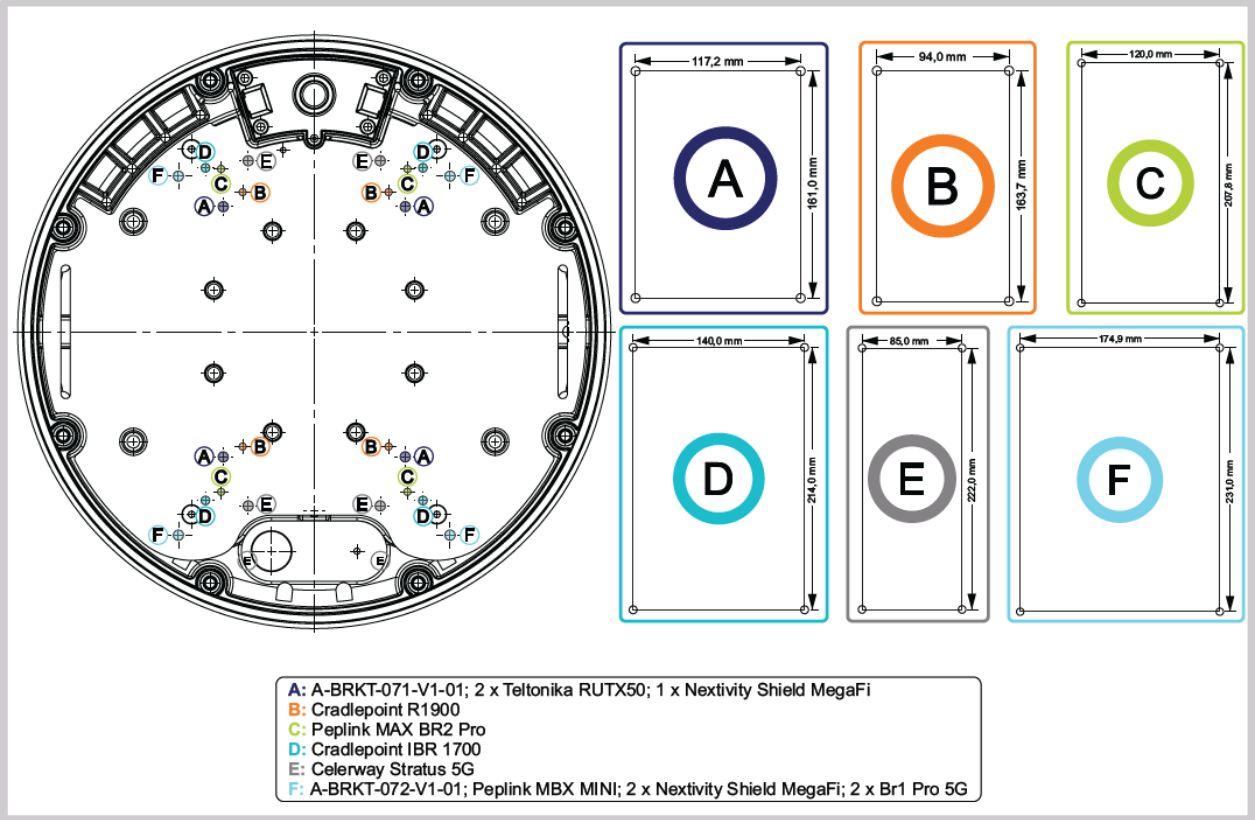 D E E D
F C C F
B B
A A
B B
A A
C C
E E
D D
F F
E E
117,2 mm
161,0 mm
A
94,0 mm
163,7 mm
B
120,0 mm
207,8 mm
C
140,0 mm
214,0 mm
D
85,0 mm
222,0 mm
E
174,9 mm
231,0 mm
F
A: A-BRKT-071-V1-01; 2 x Teltonika RUTX50; 1 x Nextivity Shield MegaFi
B: Cradlepoint R1900
C: Peplink MAX BR2 Pro
D: Cradlepoint IBR 1700
E: Celerway Stratus 5G
F: A-BRKT-072-V1-01; Peplink MBX MINI; 2 x Nextivity Shield MegaFi; 2 x Br1 Pro 5G